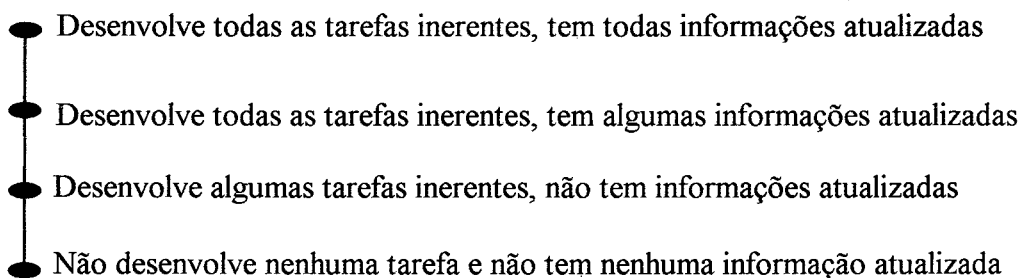 Desenvolve todas as tarefas inerentes, tem todas informações atualizadas
Desenvolve todas as tarefas inerentes, tem algumas informações atualizadas
Desenvolve algumas tarefas inerentes, não tem informações atualizadas
Não desenvolve nenhuma tarefa e não tem nenhuma informação atualizada